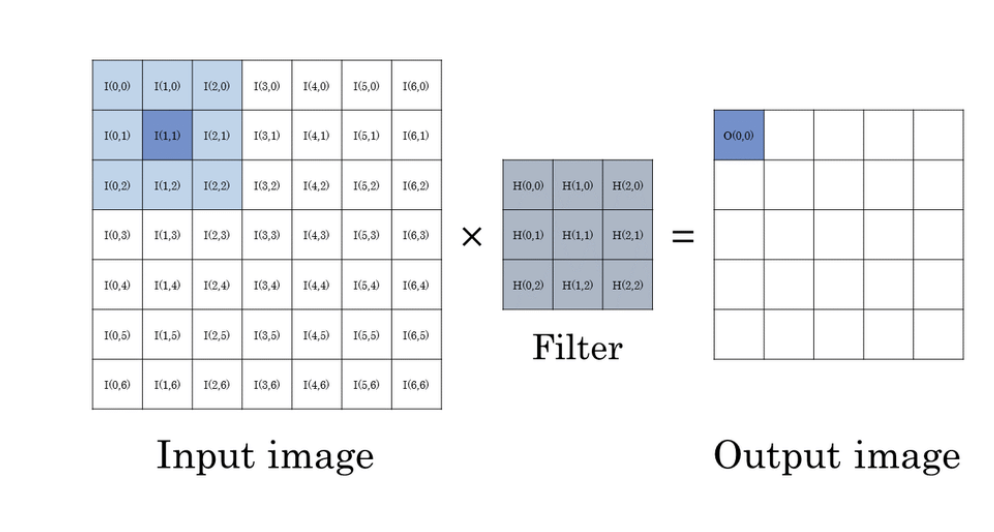 I(0,0) I(1,0) I(2,0) I(3,0) I(4,0) I(5,0) I(6,0)
I(0,1) I(1,1) I(2,1) I(3,1) I(4,1) I(5,1) I(6,1)
I(0,2) I(1,2) I(2,2) I(3,2) I(4,2) I(5,2) I(6,2)
I(0,3) I(1,3) I(2,3) I(3,3) I(4,3) I(5,3) I(6,3)
I(0,4) I(1,4) I(2,4) I(3,4) I(4,4) I(5,4) I(6,4)
I(0,5) I(1,5) I(2,5) I(3,5) I(4,5) I(5,5) I(6,5)
I(0,6) I(1,6) I(2,6) I(3,6) I(4,6) I(5,6) I(6,6)
Input image
×
H(0,0) H(1,0) H(2,0)
H(0,1) H(1,1) H(2,1)
H(0,2) H(1,2) H(2,2)
Filter
=
O(0,0)
Output image